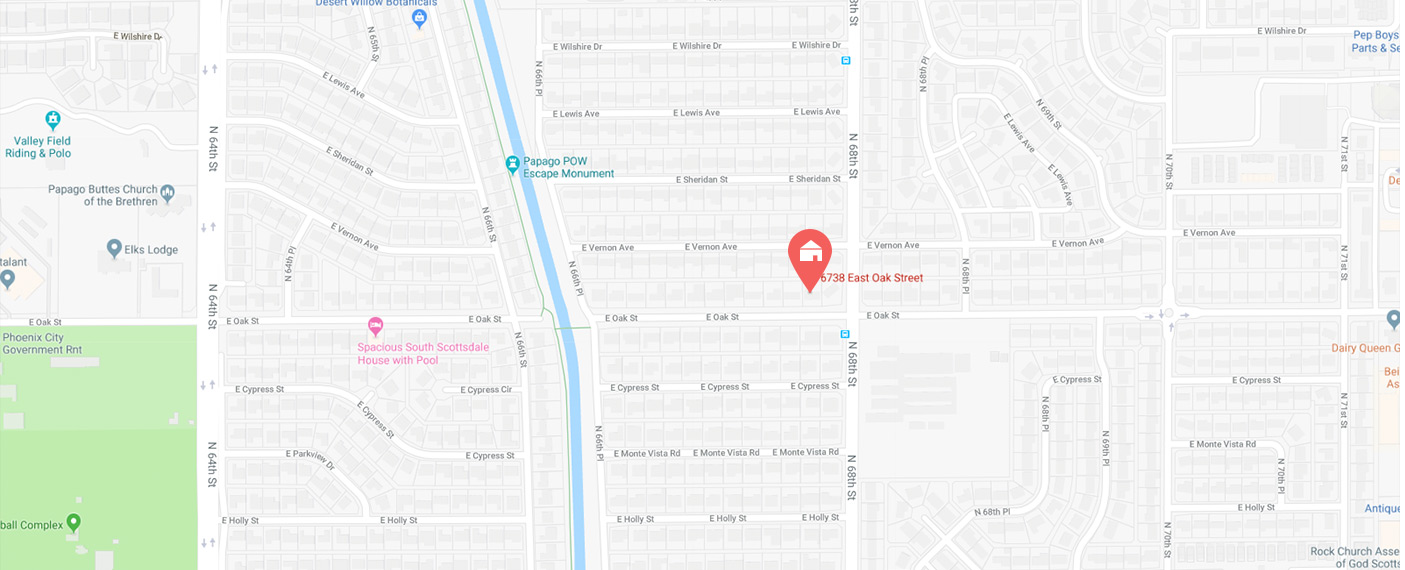 Desert Willow Botanicals
8th St
E Wilshire Dr
N 65th St
E Wilshire Dr
E Wilshire Dr
E Wilshire Dr
E Wilshire Dr
Pep Boys
Parts & Se
E Lewis Ave
N 66th Pl
N 68th Pl
E Lewis Ave
E Lewis Ave
E Lewis Ave
N 69th St
E Lewis Ave
E Lewis Ave
Valley Field
Riding & Polo
N 64th St
E Sheridan St
Papago POW
Escape Monument
N 68th St
N 70th St
N 71st St
E Sheridan St
E Sheridan St
De
Papago Buttes Church
of the Brethren
N 66th St
Elks Lodge
E Vernon Ave
E Vernon Ave
E Vernon Ave
E Vernon Ave
E Vernon Ave
E Vernon Ave
talant
N 64th Pl
N 66th Pl
N 68th Pl
N 71st St
6738 East Oak Street
N 64th St
E Oak St
E Oak St
E Oak St
E Oak St
E Oak St
E Oak St
Phoenix City
Government Rnt
Spacious South Scottsdale
House with Pool
N 66th St
N 68th St
Dairy Queen G
Bei
As
E Cypress St
E Cypress Cir
E Cypress St
E Cypress St
E Cypress St
E Cypress St
E Cypress St
E Cypress St
N 68th Pl
N 71st St
E Cypress St
N 64th St
E Parkview Dr
N 66th Pl
E Monte Vista Rd
E Monte Vista Rd
E Monte Vista Rd
N 68th St
N 69th Pl
E Monte Vista Rd
N 70th Pl
ball Complex
E Holly St
E Holly St
E Holly St
E Holly St
E Holly St
N 68th Pl
E Holly St
Antique
N 70th St
Rock Church Asse
of God Scotts